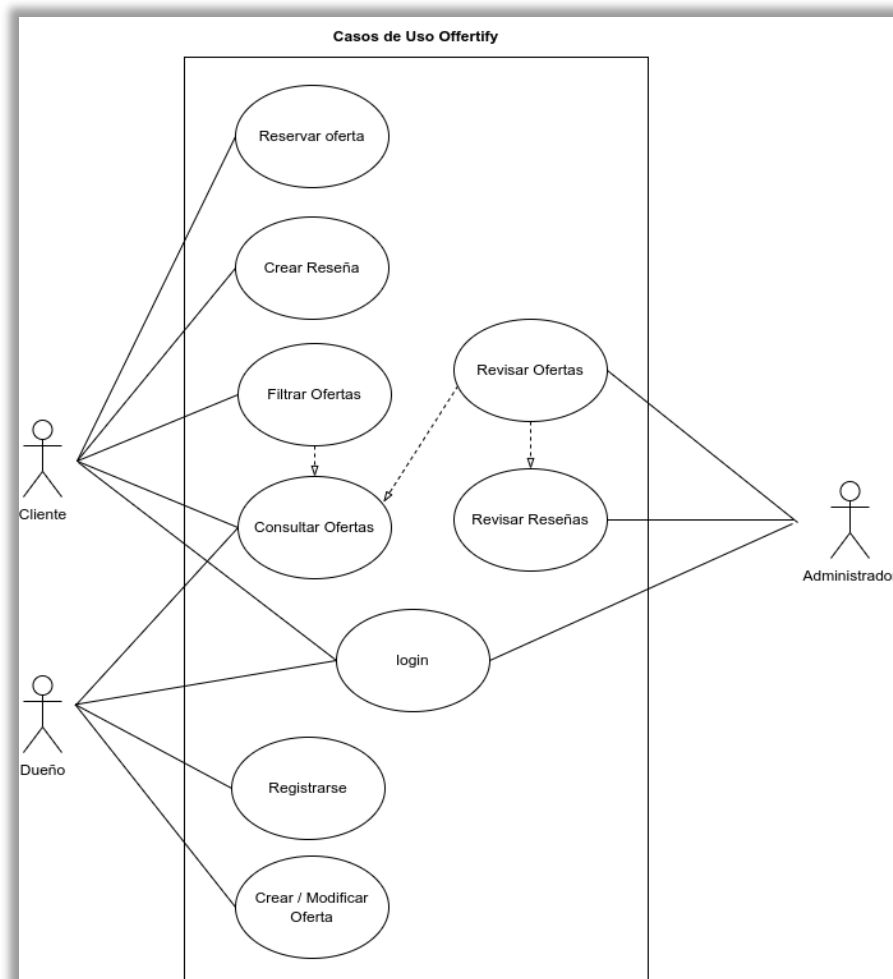 Casos de Uso Offertify
Reservar oferta
Crear Reseña
Filtrar Ofertas
Revisar Ofertas
Consultar Ofertas
Revisar Reseñas
Cliente
Administrador
login
Dueño
Registrarse
Crear / Modificar
Oferta